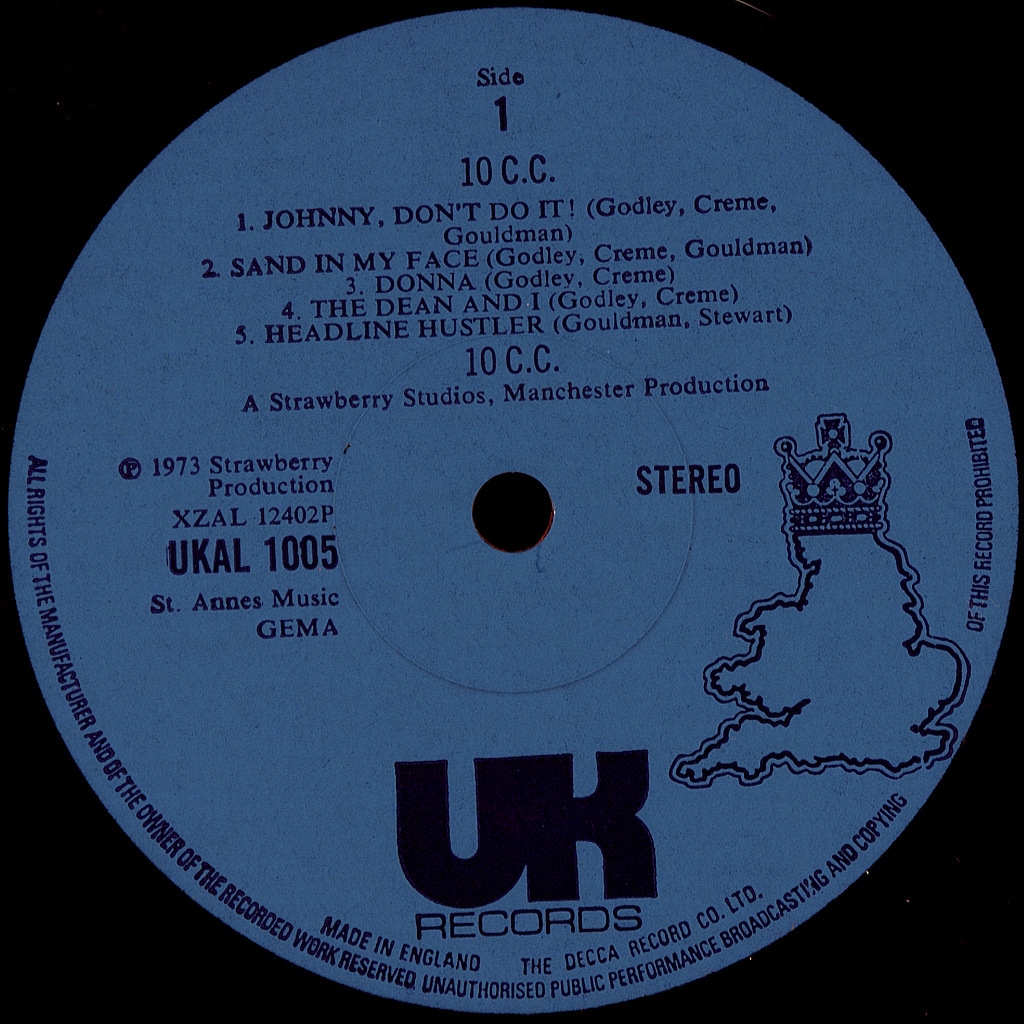 Side
1
10 C.C.
1. JOHNNY, DON'T DO IT! (Godley, Creme,
Gouldman)
2. SAND IN MY FACE (Godley, Creme, Gouldman)
3. DONNA (Godley, Creme)
4. THE DEAN AND I (Godley, Creme)
5. HEADLINE HUSTLER (Gouldman, Stewart)
10 C.C.
A Strawberry Studios, Manchester Production
℗ 1973 Strawberry
Production
XZAL 12402P
UKAL 1005
St. Annes Music
GEMA
STEREO
UK
RECORDS
MADE IN ENGLAND THE DECCA RECORD CO. LTD.
ALL RIGHTS OF THE MANUFACTURER AND OF THE OWNER OF THE RECORDED WORK RESERVED. UNAUTHORISED PUBLIC PERFORMANCE BROADCASTING AND COPYING OF THIS RECORD PROHIBITED